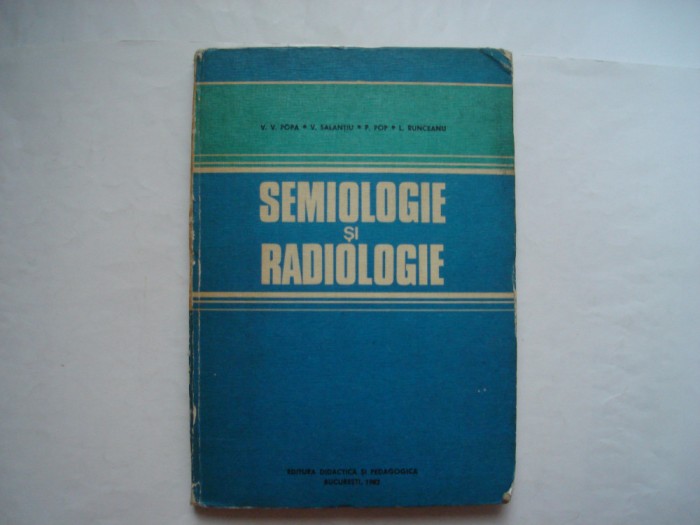 V. V. POPA * V. SALANȚIU * P. POP * L. RUNCEANU
SEMIOLOGIE
ȘI
RADIOLOGIE
EDITURA DIDACTICĂ ȘI PEDAGOGICĂ
BUCUREȘTI, 1982